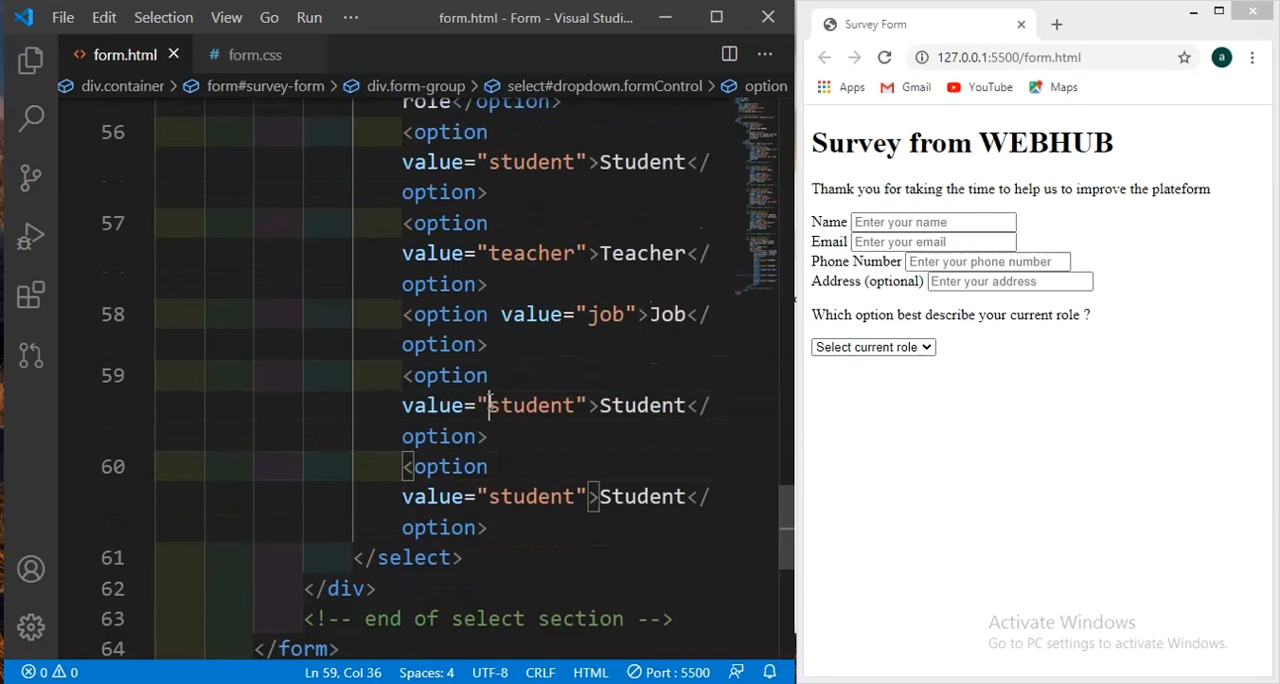 File Edit Selection View Go Run ··· form.html - Form - Visual Studi...
form.html # form.css
div.container > form#survey-form > div.form-group > select#dropdown.formControl > option
role</option>
56 <option
value="student">Student</
option>
57 <option
value="teacher">Teacher</
option>
58 <option value="job">Job</
option>
59 <option
value="student">Student</
option>
60 <option
value="student">Student</
option>
61 </select>
62 </div>
63 <!-- end of select section -->
64 </form>
0 0 Ln 59, Col 36 Spaces: 4 UTF-8 CRLF HTML Port : 5500
Survey Form
127.0.0.1:5500/form.html
a
Apps Gmail YouTube Maps
Survey from WEBHUB
Thamk you for taking the time to help us to improve the plateform
Name Enter your name
Email Enter your email
Phone Number Enter your phone number
Address (optional) Enter your address
Which option best describe your current role ?
Select current role
Activate Windows
Go to PC settings to activate Windows.